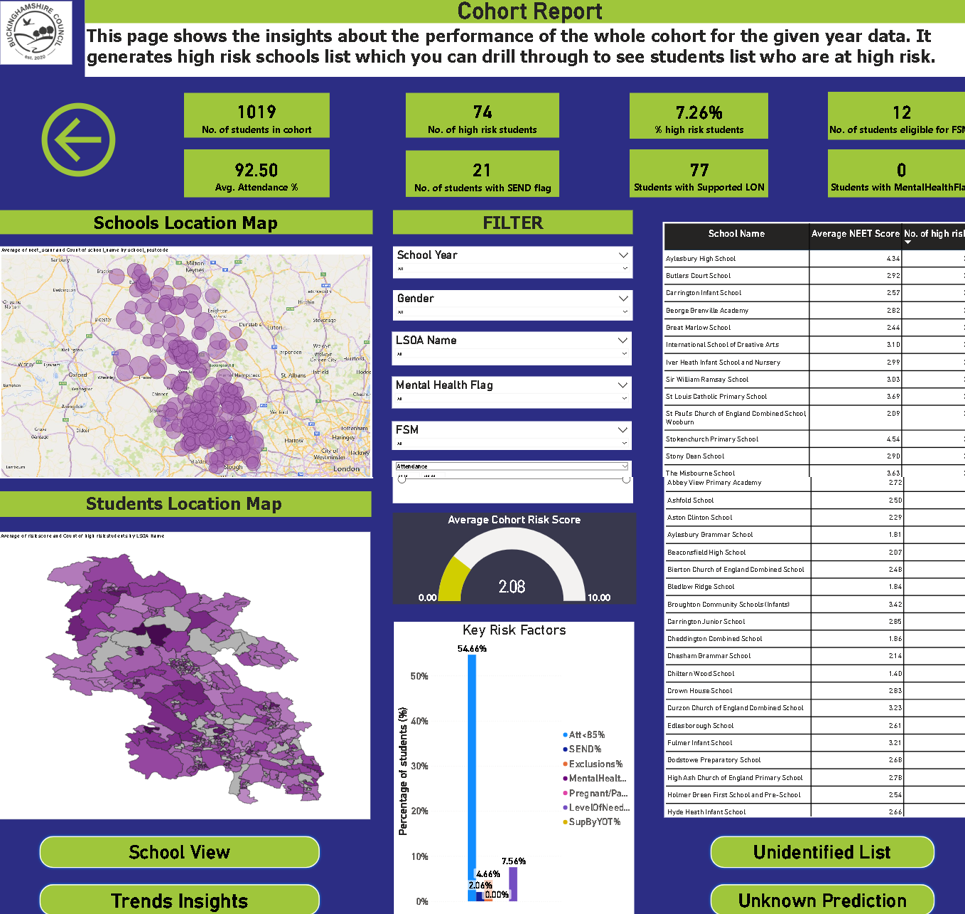 Cohort Report
BUCKINGHAMSHIRE COUNCIL
EST. 2020
This page shows the insights about the performance of the whole cohort for the given year data. It
generates high risk schools list which you can drill through to see students list who are at high risk.
1019
No. of students in cohort
74
No. of high risk students
7.26%
% high risk students
12
No. of students eligible for FSM
92.50
Avg. Attendance %
21
No. of students with SEND flag
77
Students with Supported LON
0
Students with MentalHealthFla
Schools Location Map
Average of neet_score and Count of school_name by school_postcode
Milton
Keynes
Oxford
St. Albans
Slough
London
Students Location Map
Average of risk score and Count of high risk students by LSOA Name
School View
Trends Insights
FILTER
School Year
All
Gender
All
LSOA Name
All
Mental Health Flag
All
FSM
All
Attendance
Average Cohort Risk Score
2.08
0.00
10.00
Key Risk Factors
54.66%
50%
40%
30%
20%
10%
0%
Percentage of students (%)
2.06%
4.66%
0.00%
7.56%
Att<85%
SEND%
Exclusions%
MentalHealt...
Pregnant/Pa...
LevelOfNeed...
SupByYOT%
School Name Average NEET Score No. of high risk
Aylesbury High School 4.34
Butlers Court School 2.92
Carrington Infant School 2.57
George Grenville Academy 2.82
Great Marlow School 2.44
International School of Creative Arts 3.10
Iver Heath Infant School and Nursery 2.99
Sir William Ramsay School 3.03
St Louis Catholic Primary School 3.69
St Paul's Church of England Combined School, 2.09
Wooburn
Stokenchurch Primary School 4.54
Stony Dean School 2.90
The Misbourne School 3.63
Abbey View Primary Academy 2.72
Ashfold School 2.50
Aston Clinton School 2.29
Aylesbury Grammar School 1.81
Beaconsfield High School 2.07
Bierton Church of England Combined School 2.48
Bledlow Ridge School 1.84
Broughton Community Schools (Infants) 3.42
Carrington Junior School 2.85
Cheddington Combined School 1.86
Chesham Grammar School 2.14
Chiltern Wood School 1.40
Crown House School 2.83
Curzon Church of England Combined School 3.23
Edlesborough School 2.61
Fulmer Infant School 3.21
Godstowe Preparatory School 2.68
High Ash Church of England Primary School 2.78
Holmer Green First School and Pre-School 2.54
Hyde Heath Infant School 2.66
Unidentified List
Unknown Prediction